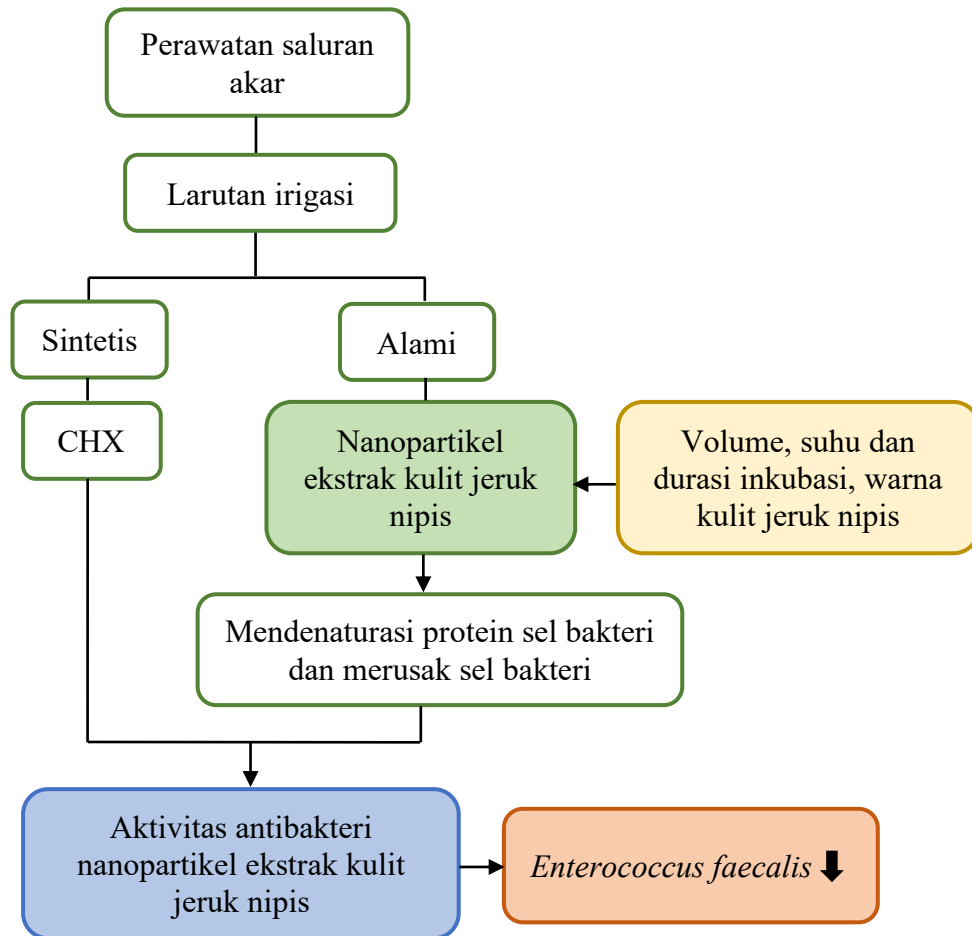 Perawatan saluran
akar
Larutan irigasi
Sintetis
Alami
CHX
Nanopartikel
ekstrak kulit jeruk
nipis
Volume, suhu dan
durasi inkubasi, warna
kulit jeruk nipis
Mendenaturasi protein sel bakteri
dan merusak sel bakteri
Aktivitas antibakteri
nanopartikel ekstrak kulit
jeruk nipis
Enterococcus faecalis